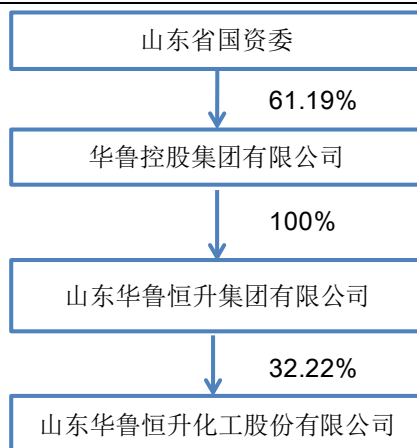 山东省国资委
61.19%
华鲁控股集团有限公司
100%
山东华鲁恒升集团有限公司
32.22%
山东华鲁恒升化工股份有限公司